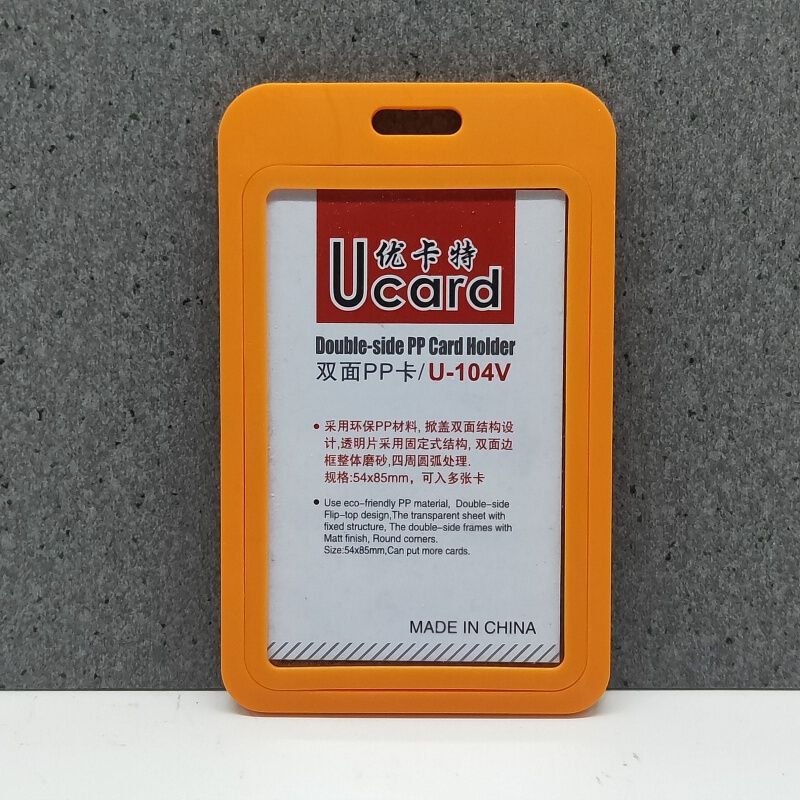 优卡特
Ucard
Double-side PP Card Holder
双面PP卡/U-104V
• 采用环保PP材料, 掀盖双面结构设
计,透明片采用固定式结构, 双面边
框整体磨砂,四周圆弧处理.
规格:54x85mm, 可入多张卡
• Use eco-friendly PP material, Double-side
Flip-top design,The transparent sheet with
fixed structure, The double-side frames with
Matt finish, Round corners.
Size:54x85mm,Can put more cards.
MADE IN CHINA